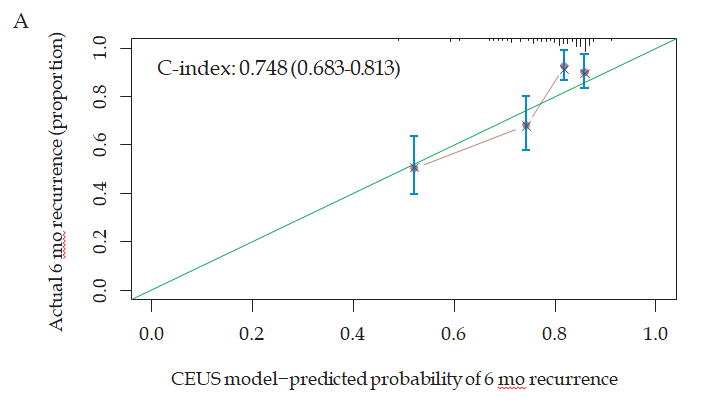 A
C-index: 0.748 (0.683-0.813)
Actual 6 mo recurrence (proportion)
1.0
0.8
0.6
0.4
0.2
0.0
0.0 0.2 0.4 0.6 0.8 1.0
CEUS model−predicted probability of 6 mo recurrence